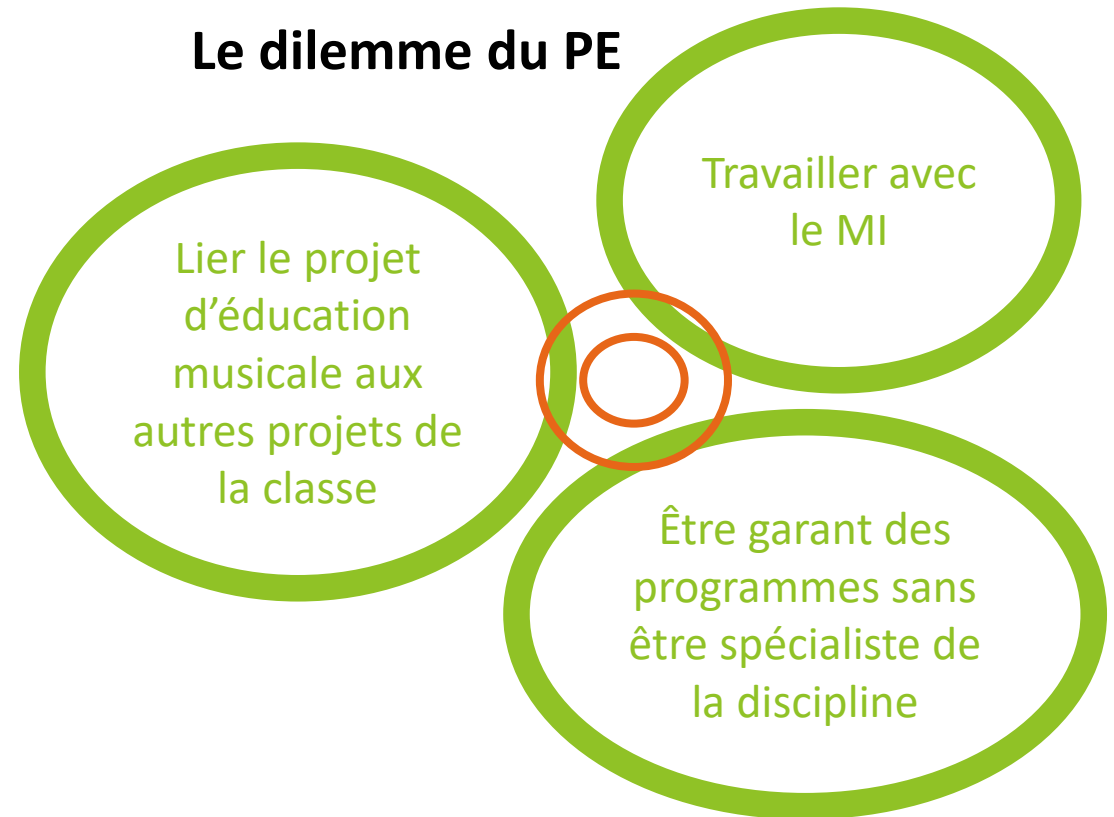 Le dilemme du PE
Travailler avec
le MI
Lier le projet
d’éducation
musicale aux
autres projets de
la classe
Être garant des
programmes sans
être spécialiste de
la discipline